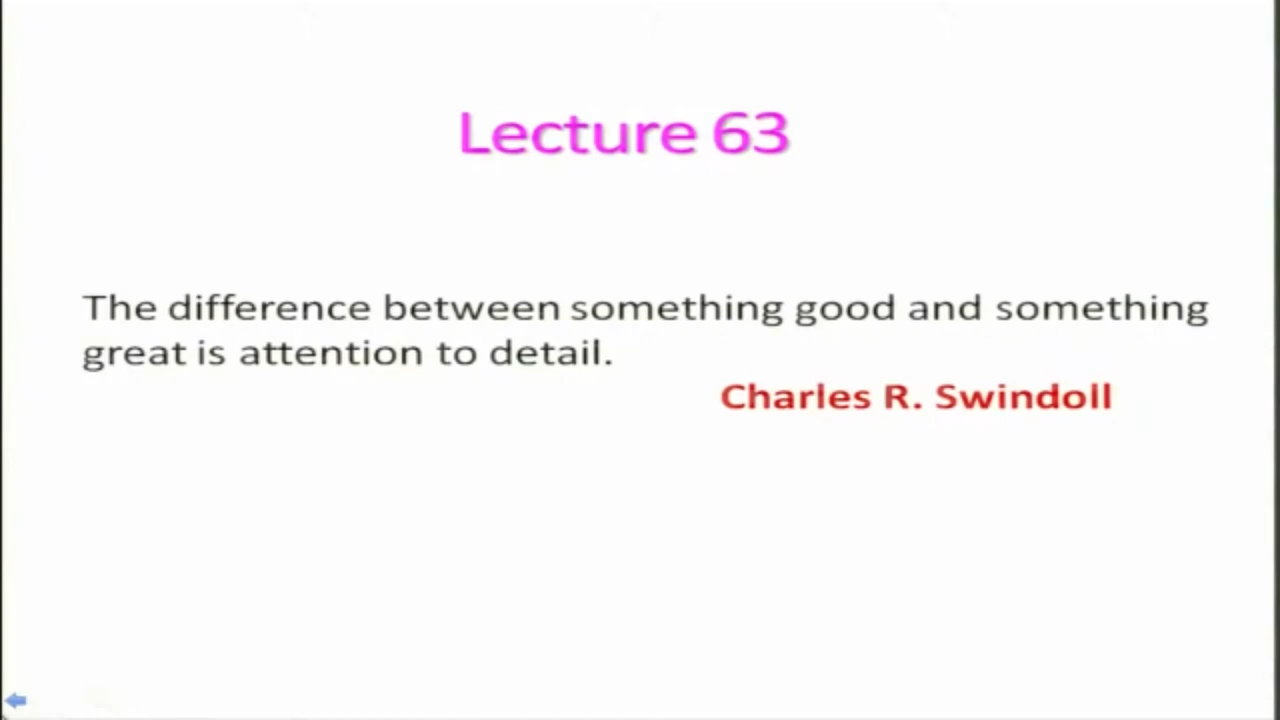 Lecture 63
The difference between something good and something
great is attention to detail.
Charles R. Swindoll